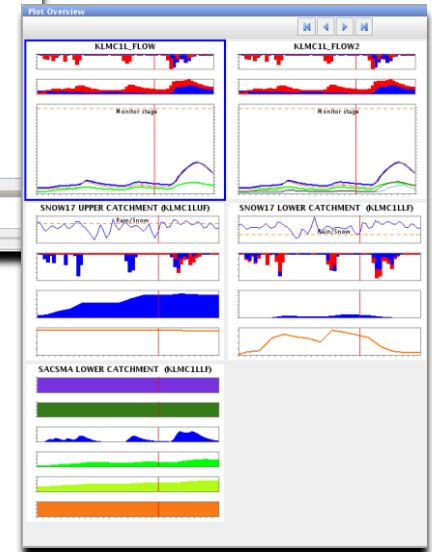 Plot Overview
KLMC1L_FLOW
KLMC1L_FLOW2
Monitor stage
Monitor stage
SNOW17 UPPER CATCHMENT (KLMC1LUF)
SNOW17 LOWER CATCHMENT (KLMC1LLF)
Rain/Snow
Rain/Snow
SACSMA LOWER CATCHMENT (KLMC1LLF)